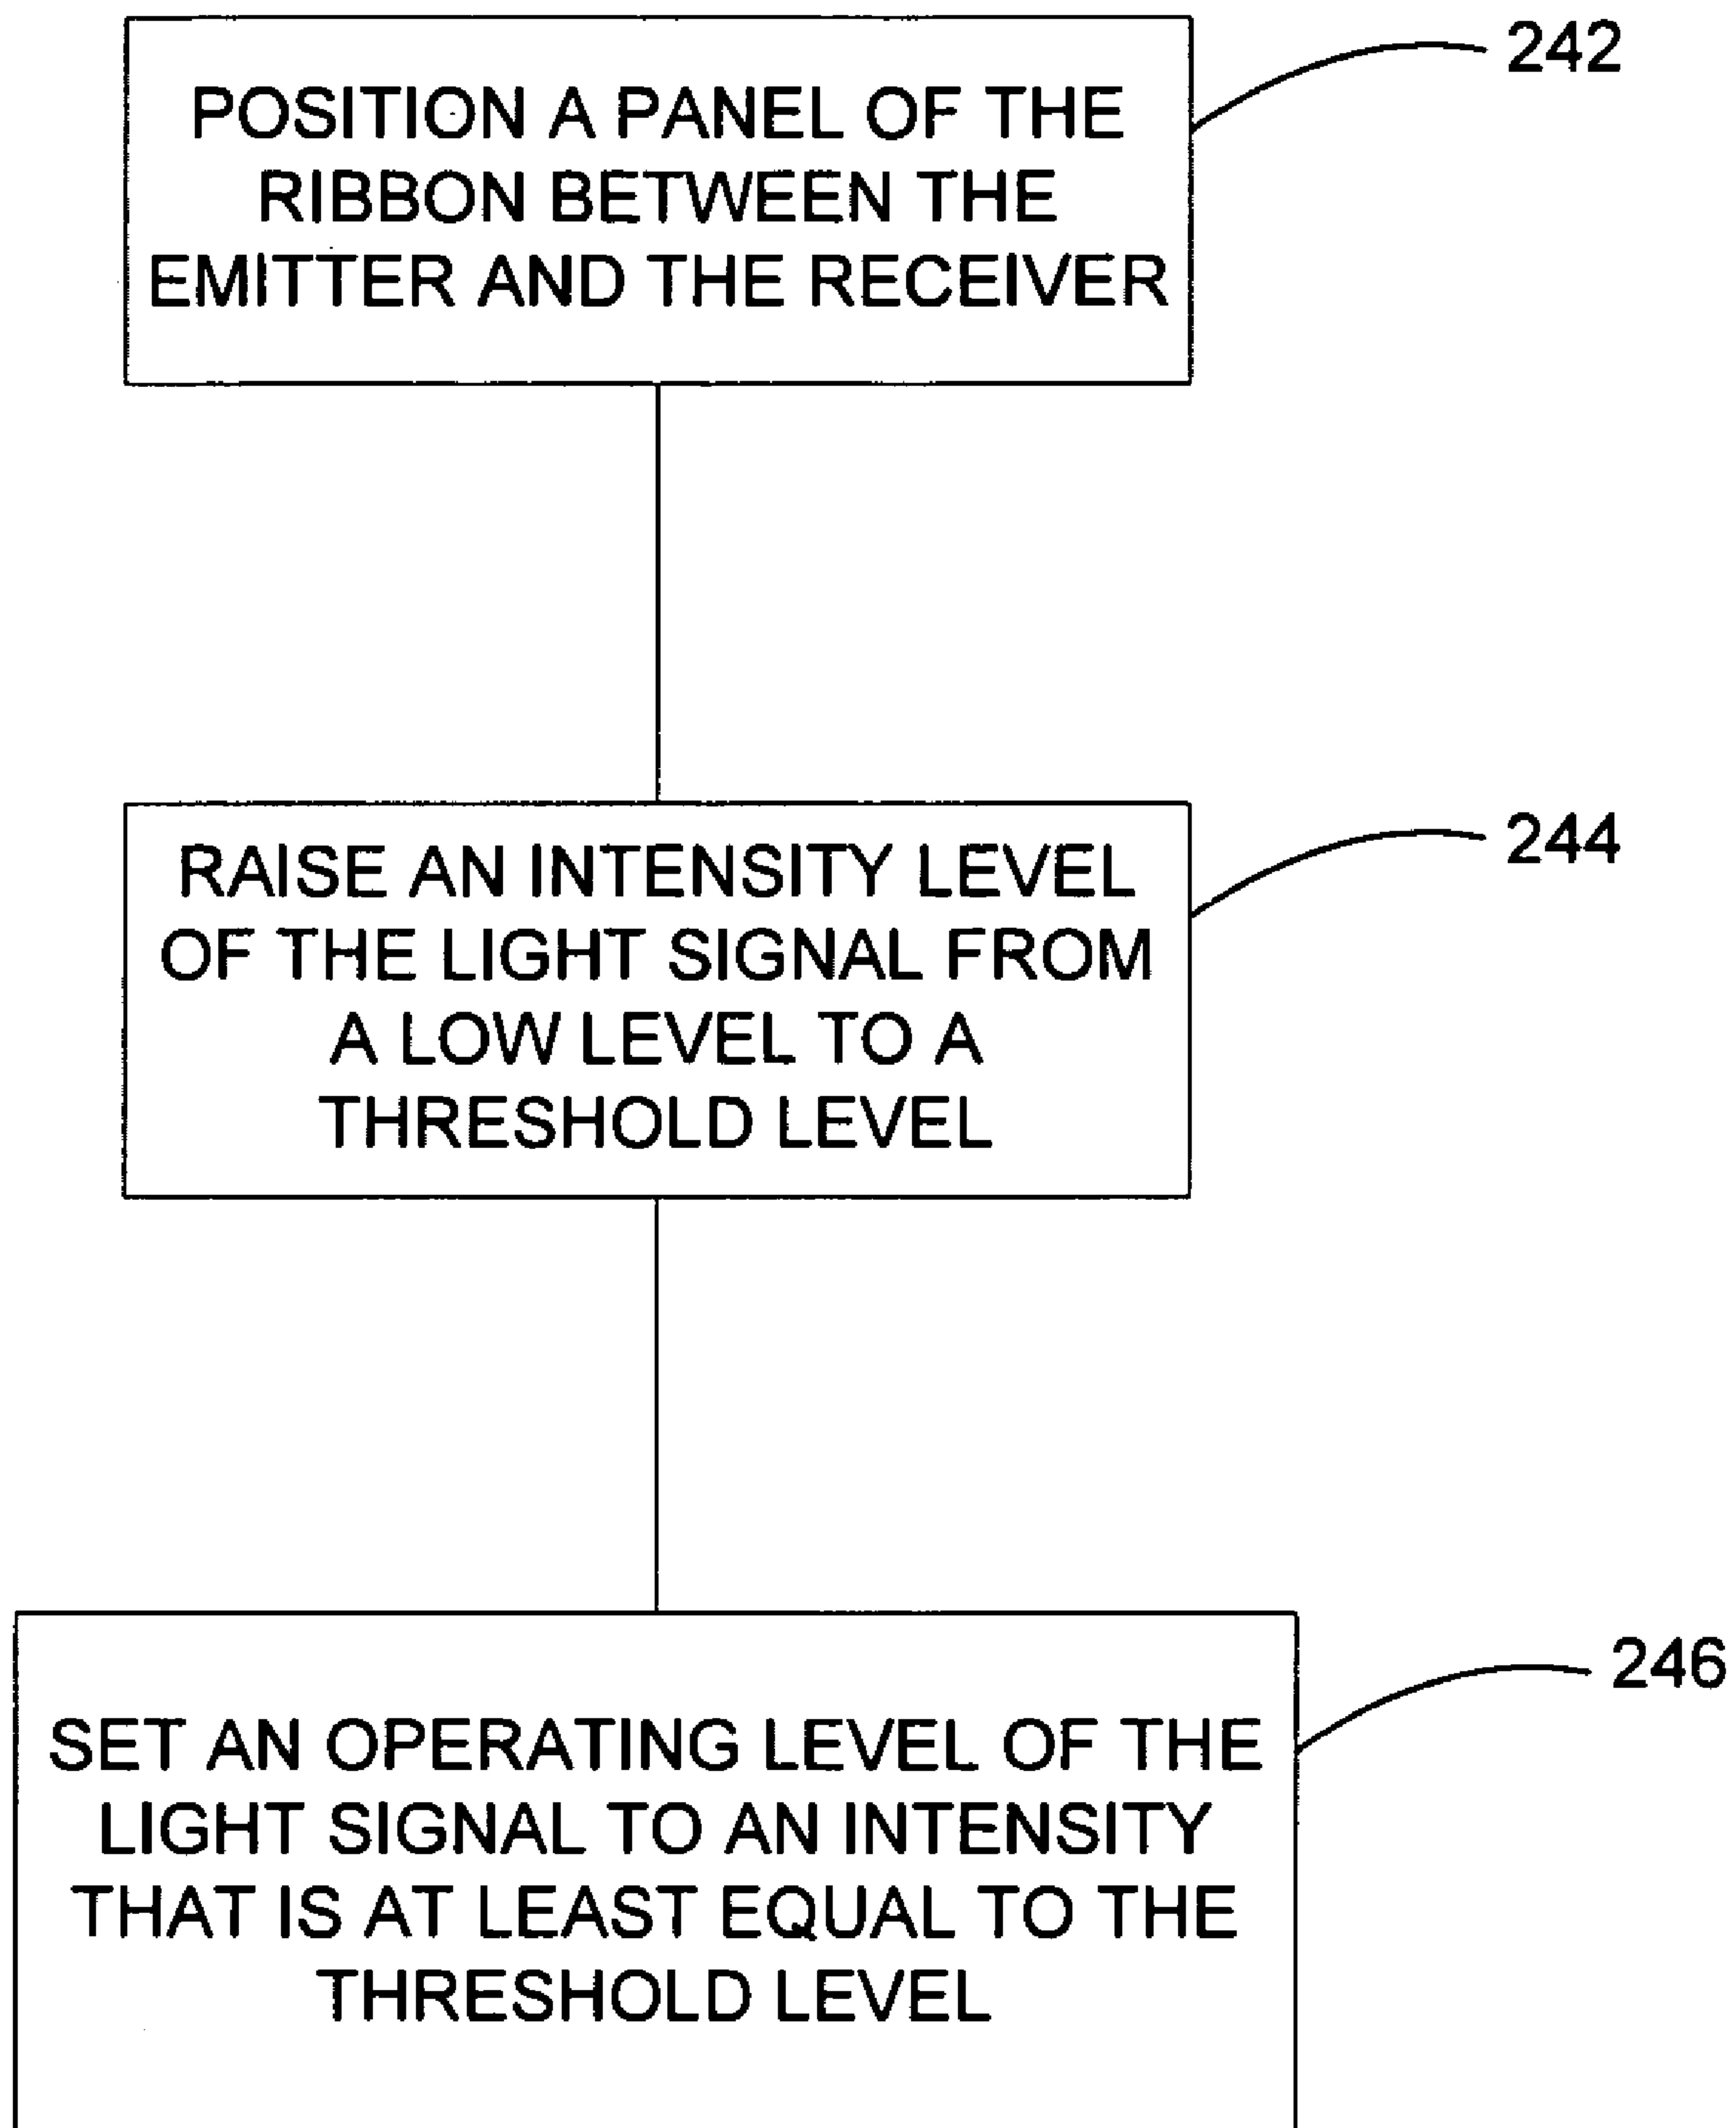 POSITION A PANEL OF THE
RIBBON BETWEEN THE
EMITTER AND THE RECEIVER
242
RAISE AN INTENSITY LEVEL
OF THE LIGHT SIGNAL FROM
A LOW LEVEL TO A
THRESHOLD LEVEL
244
SET AN OPERATING LEVEL OF THE
LIGHT SIGNAL TO AN INTENSITY
THAT IS AT LEAST EQUAL TO THE
THRESHOLD LEVEL
246